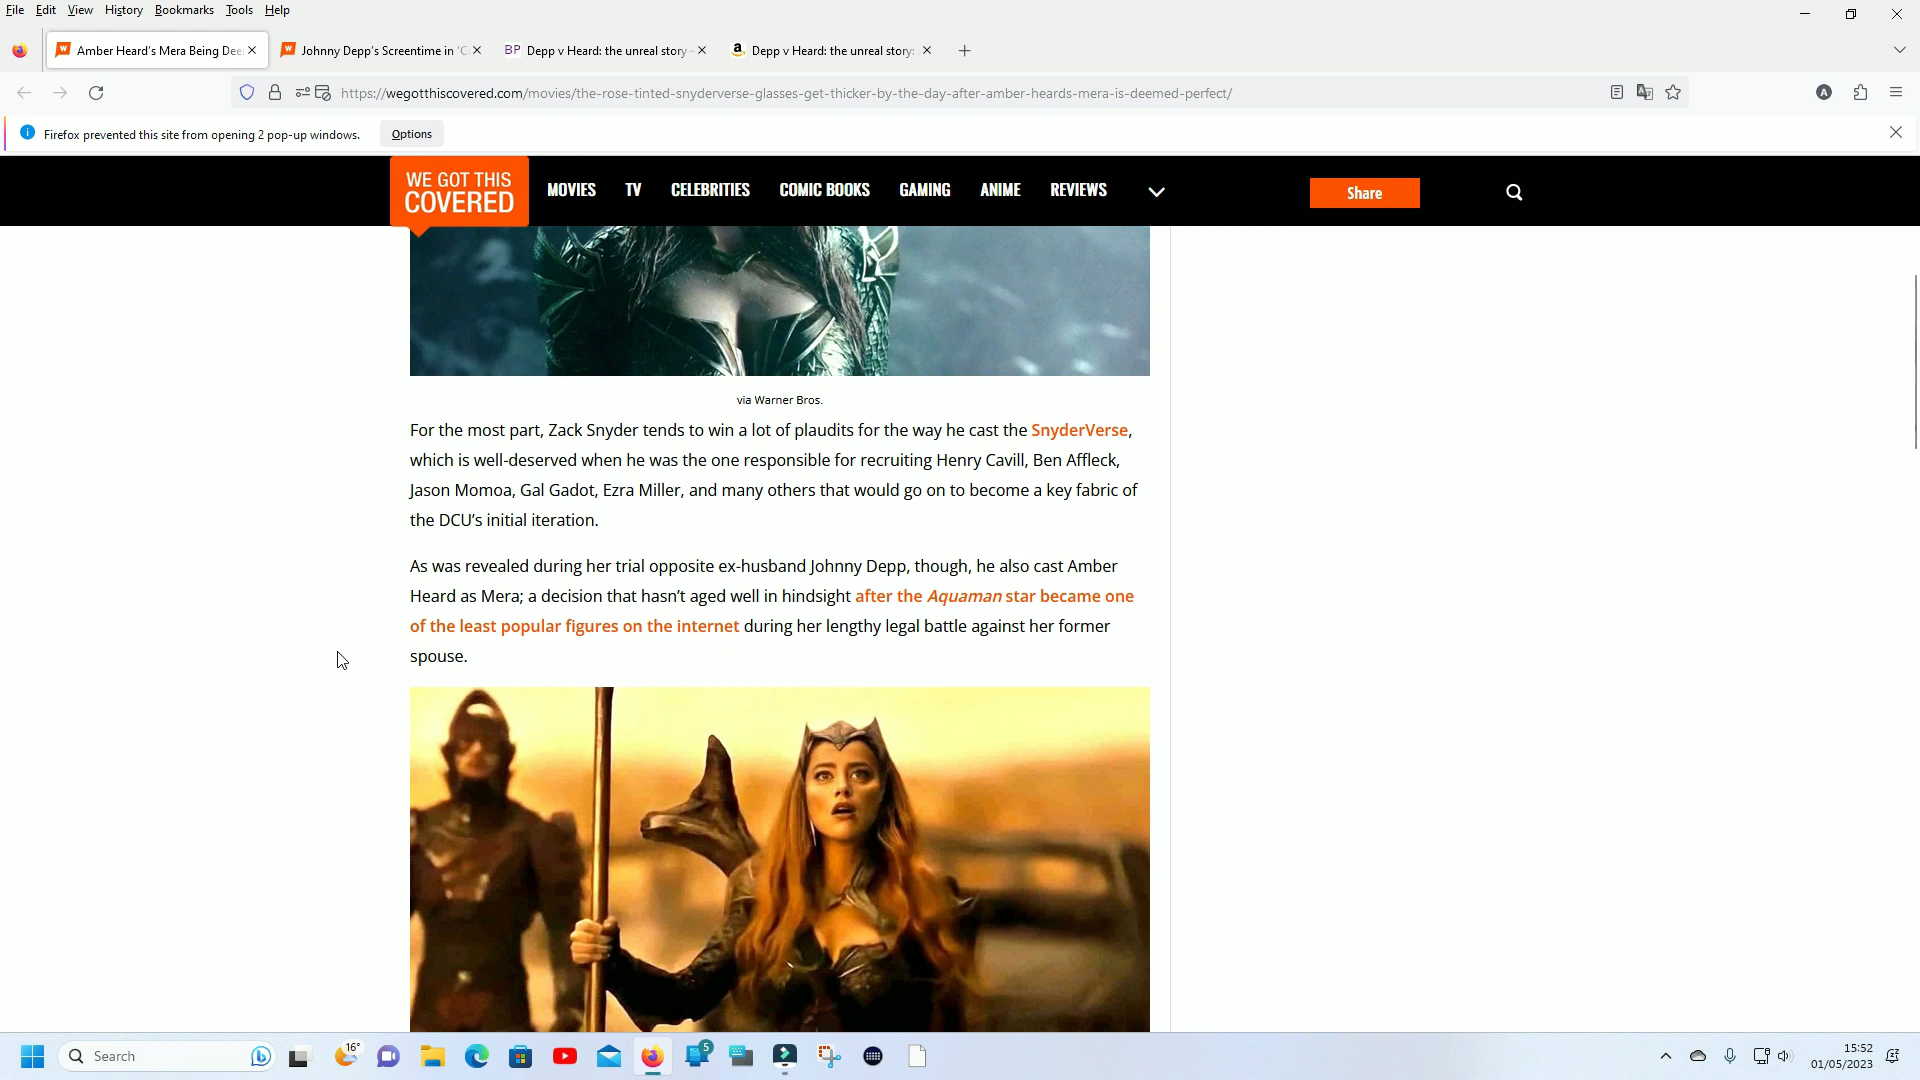 File Edit View History Bookmarks Tools Help
Amber Heard's Mera Being Dee
Johnny Depp's Screentime in 'C
BP Depp v Heard: the unreal story -
Depp v Heard: the unreal story:
https://wegotthiscovered.com/movies/the-rose-tinted-snyderverse-glasses-get-thicker-by-the-day-after-amber-heards-mera-is-deemed-perfect/
A
Firefox prevented this site from opening 2 pop-up windows. Options
WE GOT THIS
COVERED
MOVIES TV CELEBRITIES COMIC BOOKS GAMING ANIME REVIEWS
Share
via Warner Bros.
For the most part, Zack Snyder tends to win a lot of plaudits for the way he cast the SnyderVerse,
which is well-deserved when he was the one responsible for recruiting Henry Cavill, Ben Affleck,
Jason Momoa, Gal Gadot, Ezra Miller, and many others that would go on to become a key fabric of
the DCU's initial iteration.
As was revealed during her trial opposite ex-husband Johnny Depp, though, he also cast Amber
Heard as Mera; a decision that hasn't aged well in hindsight after the Aquaman star became one
of the least popular figures on the internet during her lengthy legal battle against her former
spouse.
Search
16°
5
15:52
01/05/2023